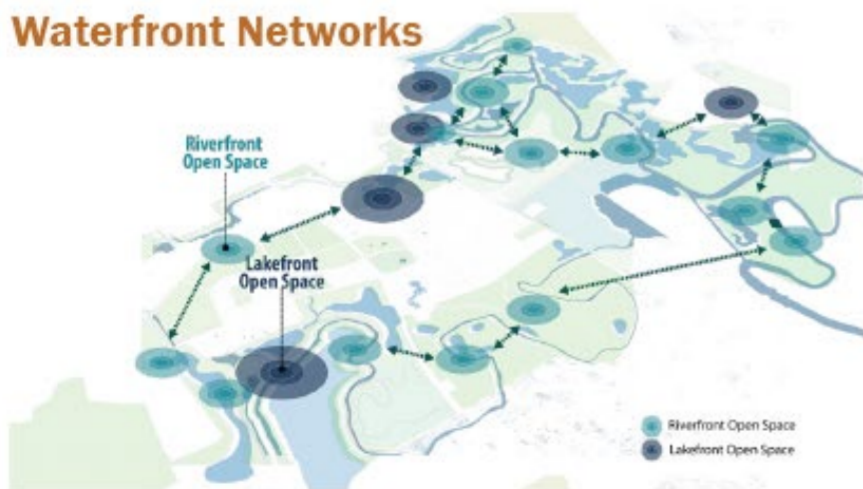 Waterfront Networks
Riverfront
Open Space
Lakefront
Open Space
Riverfront Open Space
Lakefront Open Space